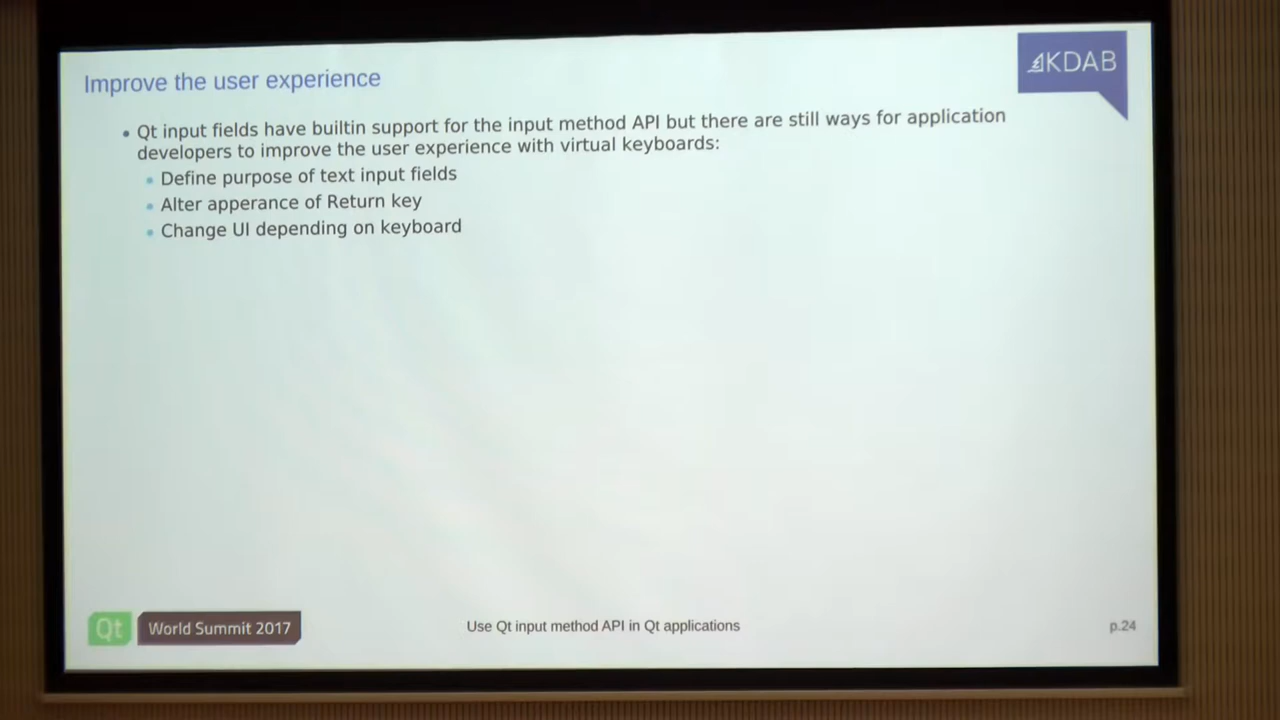 KDAB
Improve the user experience
• Qt input fields have builtin support for the input method API but there are still ways for application
developers to improve the user experience with virtual keyboards:
• Define purpose of text input fields
• Alter apperance of Return key
• Change UI depending on keyboard
Qt World Summit 2017
Use Qt input method API in Qt applications
p.24